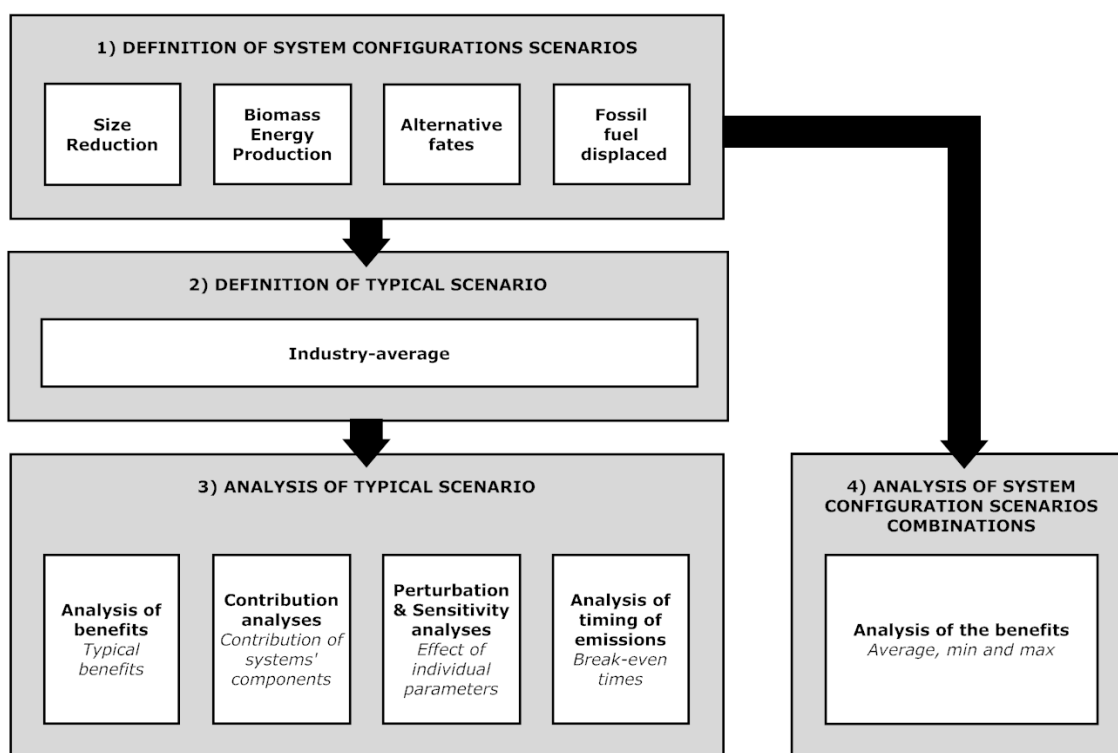 1) DEFINITION OF SYSTEM CONFIGURATIONS SCENARIOS
Size
Reduction
Biomass
Energy
Production
Alternative
fates
Fossil
fuel
displaced
2) DEFINITION OF TYPICAL SCENARIO
Industry-average
3) ANALYSIS OF TYPICAL SCENARIO
Analysis of
benefits
Typical
benefits
Contribution
analyses
Contribution of
systems'
components
Perturbation
& Sensitivity
analyses
Effect of
individual
parameters
Analysis of
timing of
emissions
Break-even
times
4) ANALYSIS OF SYSTEM
CONFIGURATION SCENARIOS
COMBINATIONS
Analysis of the benefits
Average, min and max